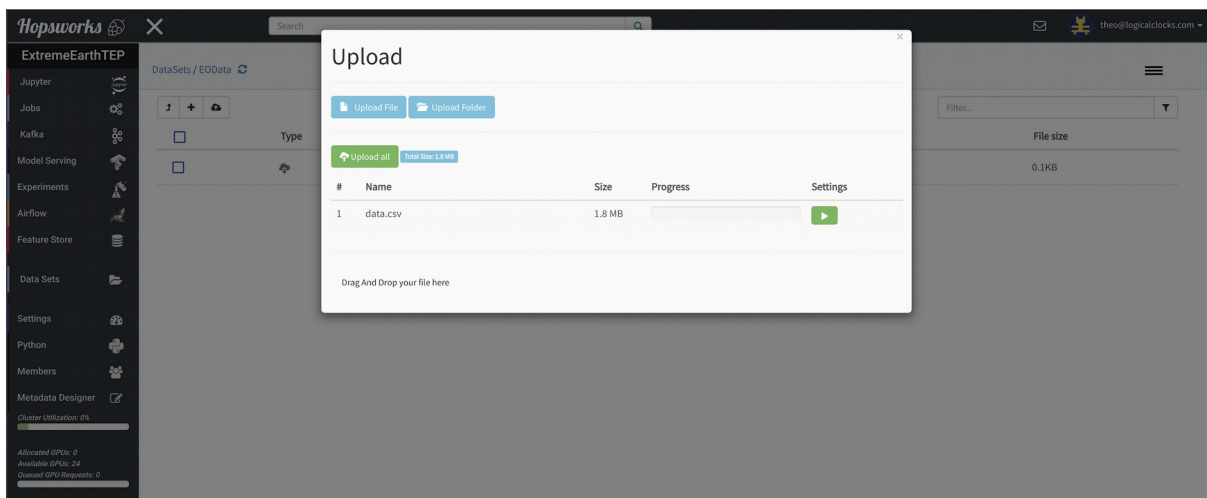 Hopsworks
Search
theo@logicalclocks.com
ExtremeEarthTEP
Jupyter
Jobs
Kafka
Model Serving
Experiments
Airflow
Feature Store
Data Sets
Settings
Python
Members
Metadata Designer
Cluster Utilization: 0%
Allocated GPUs: 0
Available GPUs: 24
Queued GPU Requests: 0
DataSets / EOData
Type
Filter...
File size
0.1KB
Upload
×
Upload File Upload Folder
Upload all Total Size: 1.8 MB
# Name Size Progress Settings
1 data.csv 1.8 MB
Drag And Drop your file here